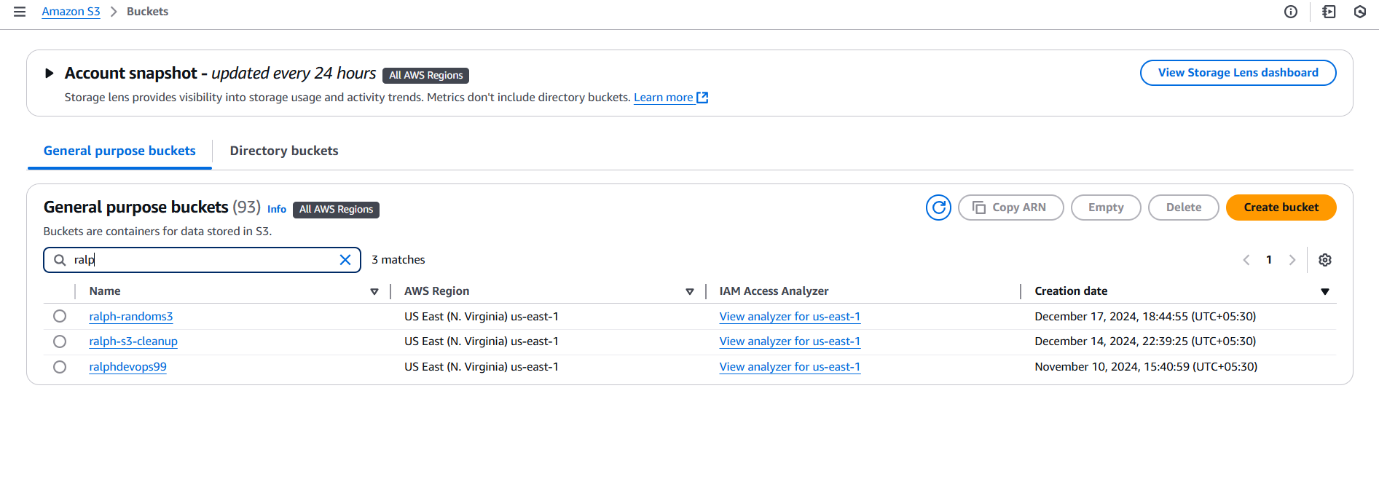 Amazon S3 > Buckets
Account snapshot - updated every 24 hours All AWS Regions
View Storage Lens dashboard
Storage lens provides visibility into storage usage and activity trends. Metrics don't include directory buckets. Learn more
General purpose buckets Directory buckets
General purpose buckets (93) Info All AWS Regions
Copy ARN Empty Delete Create bucket
Buckets are containers for data stored in S3.
ralp 3 matches 1
Name AWS Region IAM Access Analyzer Creation date
ralph-randoms3 US East (N. Virginia) us-east-1 View analyzer for us-east-1 December 17, 2024, 18:44:55 (UTC+05:30)
ralph-s3-cleanup US East (N. Virginia) us-east-1 View analyzer for us-east-1 December 14, 2024, 22:39:25 (UTC+05:30)
ralphdevops99 US East (N. Virginia) us-east-1 View analyzer for us-east-1 November 10, 2024, 15:40:59 (UTC+05:30)